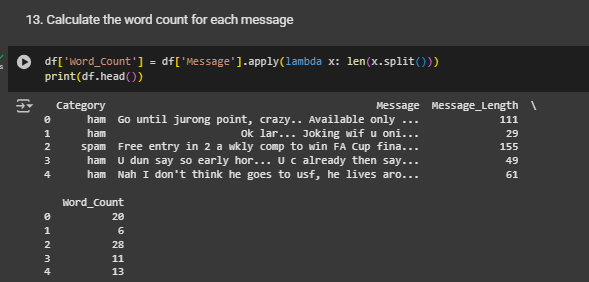 13. Calculate the word count for each message
df['Word_Count'] = df['Message'].apply(lambda x: len(x.split()))
print(df.head())
Category Message Message_Length \
0 ham Go until jurong point, crazy.. Available only ... 111
1 ham Ok lar... Joking wif u oni... 29
2 spam Free entry in 2 a wkly comp to win FA Cup fina... 155
3 ham U dun say so early hor... U c already then say... 49
4 ham Nah I don't think he goes to usf, he lives aro... 61
Word_Count
0 20
1 6
2 28
3 11
4 13